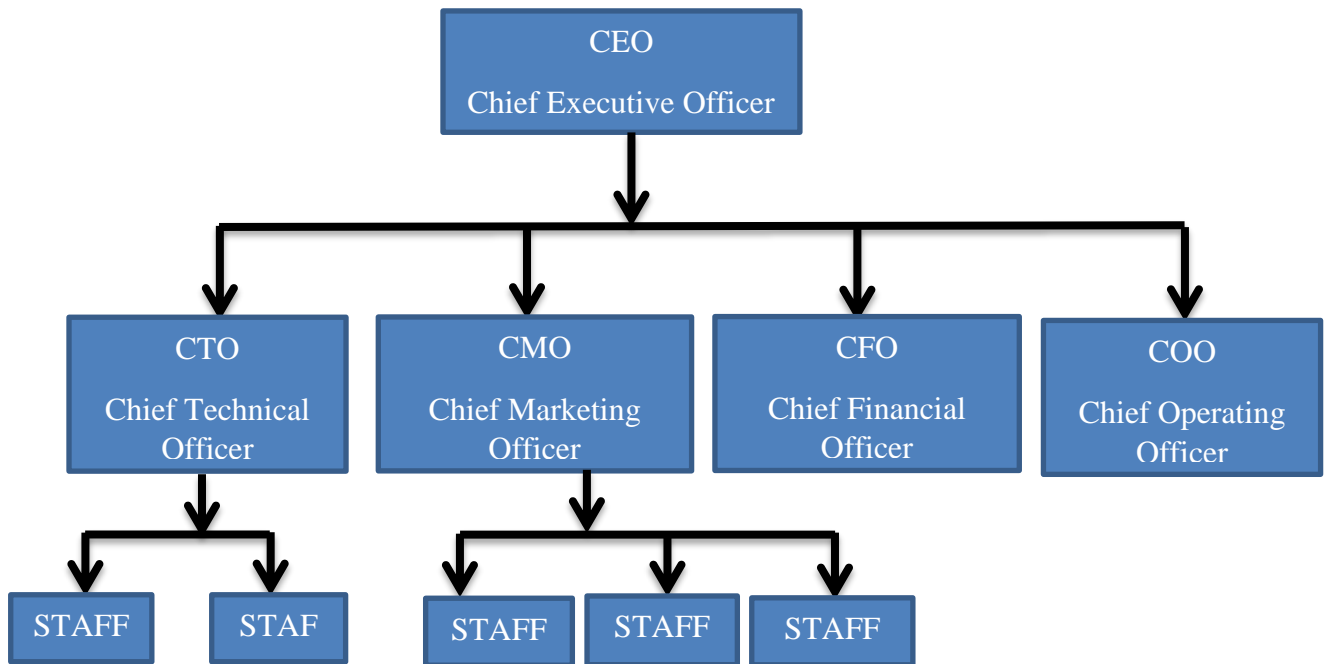 CEO
Chief Executive Officer
CTO
Chief Technical
Officer
CMO
Chief Marketing
Officer
CFO
Chief Financial
Officer
COO
Chief Operating
Officer
STAFF
STAF
STAFF
STAFF
STAFF